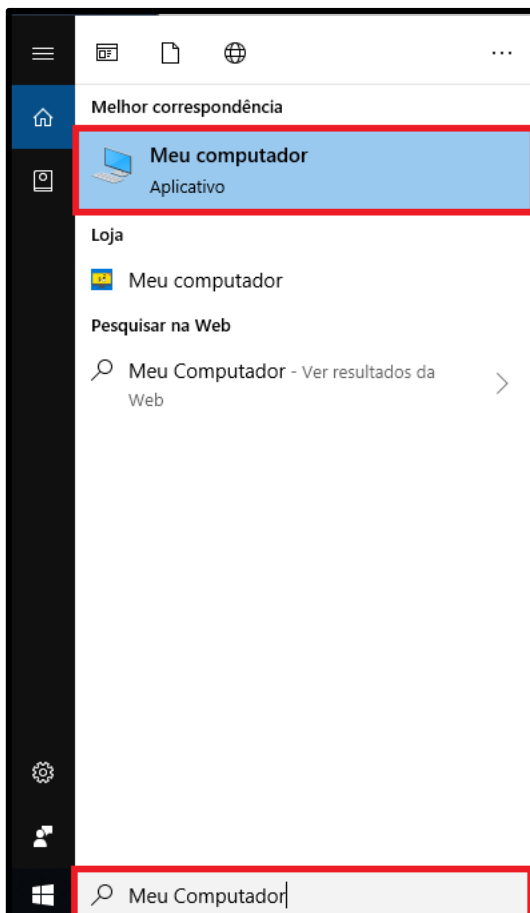 Melhor correspondência
Meu computador
Aplicativo
Loja
Meu computador
Pesquisar na Web
Meu Computador - Ver resultados da
Web
Meu Computador